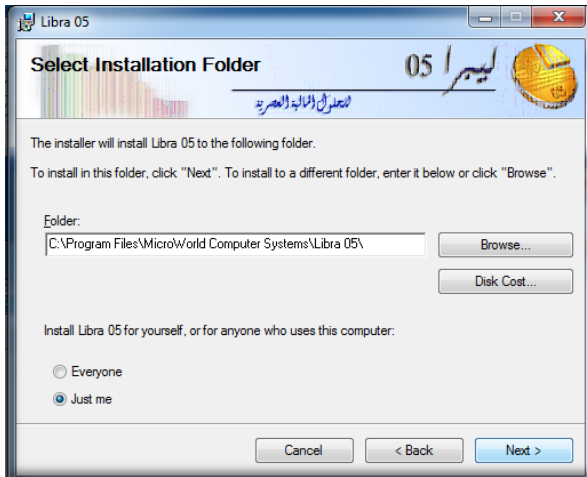 Libra 05
Select Installation Folder
ليبرا 05
للحلول المالية العصرية
The installer will install Libra 05 to the following folder.
To install in this folder, click "Next". To install to a different folder, enter it below or click "Browse".
Folder:
C:\Program Files\MicroWorld Computer Systems\Libra 05\
Browse...
Disk Cost...
Install Libra 05 for yourself, or for anyone who uses this computer:
Everyone
Just me
Cancel
< Back
Next >